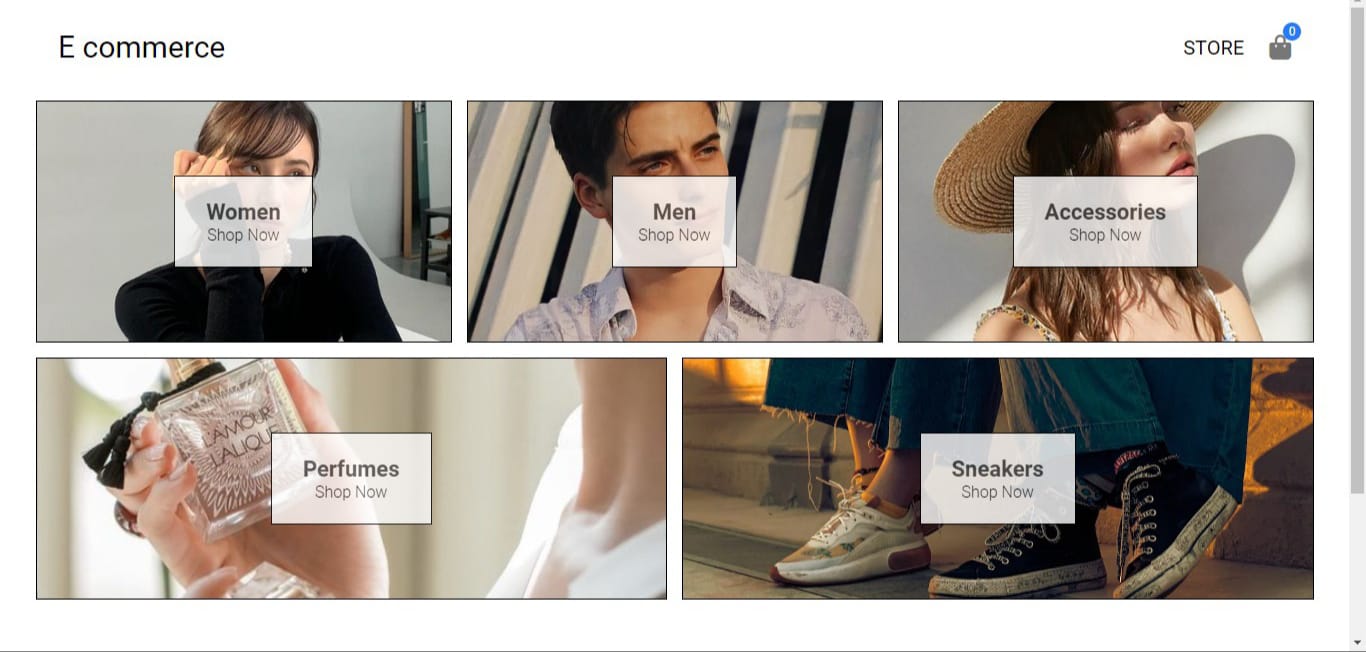 E commerce
STORE
0
Women
Shop Now
Men
Shop Now
Accessories
Shop Now
L'AMOUR
LALIQUE
Perfumes
Shop Now
Sneakers
Shop Now